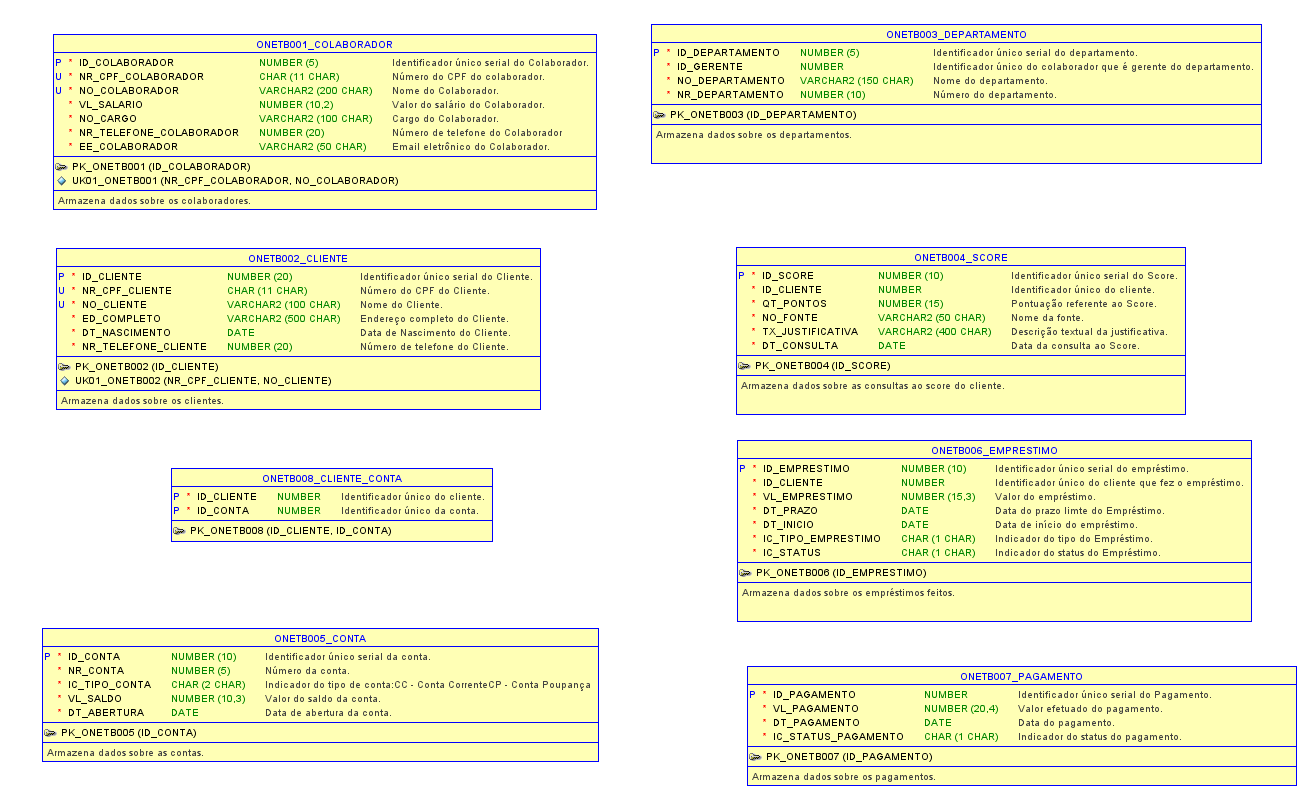 ONETB001_COLABORADOR
P * ID_COLABORADOR NUMBER (5) Identificador único serial do Colaborador.
U * NR_CPF_COLABORADOR CHAR (11 CHAR) Número do CPF do colaborador.
U * NO_COLABORADOR VARCHAR2 (200 CHAR) Nome do Colaborador.
* VL_SALARIO NUMBER (10,2) Valor do salário do Colaborador.
* NO_CARGO VARCHAR2 (100 CHAR) Cargo do Colaborador.
* NR_TELEFONE_COLABORADOR NUMBER (20) Número de telefone do Colaborador
* EE_COLABORADOR VARCHAR2 (50 CHAR) Email eletrônico do Colaborador.
PK_ONETB001 (ID_COLABORADOR)
UK01_ONETB001 (NR_CPF_COLABORADOR, NO_COLABORADOR)
Armazena dados sobre os colaboradores.
ONETB003_DEPARTAMENTO
P * ID_DEPARTAMENTO NUMBER (5) Identificador único serial do departamento.
* ID_GERENTE NUMBER Identificador único do colaborador que é gerente do departamento.
* NO_DEPARTAMENTO VARCHAR2 (150 CHAR) Nome do departamento.
* NR_DEPARTAMENTO NUMBER (10) Número do departamento.
PK_ONETB003 (ID_DEPARTAMENTO)
Armazena dados sobre os departamentos.
ONETB002_CLIENTE
P * ID_CLIENTE NUMBER (20) Identificador único serial do Cliente.
U * NR_CPF_CLIENTE CHAR (11 CHAR) Número do CPF do Cliente.
U * NO_CLIENTE VARCHAR2 (100 CHAR) Nome do Cliente.
* ED_COMPLETO VARCHAR2 (500 CHAR) Endereço completo do Cliente.
* DT_NASCIMENTO DATE Data de Nascimento do Cliente.
* NR_TELEFONE_CLIENTE NUMBER (20) Número de telefone do Cliente.
PK_ONETB002 (ID_CLIENTE)
UK01_ONETB002 (NR_CPF_CLIENTE, NO_CLIENTE)
Armazena dados sobre os clientes.
ONETB004_SCORE
P * ID_SCORE NUMBER (10) Identificador único serial do Score.
* ID_CLIENTE NUMBER Identificador único do cliente.
* QT_PONTOS NUMBER (15) Pontuação referente ao Score.
* NO_FONTE VARCHAR2 (50 CHAR) Nome da fonte.
* TX_JUSTIFICATIVA VARCHAR2 (400 CHAR) Descrição textual da justificativa.
* DT_CONSULTA DATE Data da consulta ao Score.
PK_ONETB004 (ID_SCORE)
Armazena dados sobre as consultas ao score do cliente.
ONETB008_CLIENTE_CONTA
P * ID_CLIENTE NUMBER Identificador único do cliente.
P * ID_CONTA NUMBER Identificador único da conta.
PK_ONETB008 (ID_CLIENTE, ID_CONTA)
ONETB006_EMPRESTIMO
P * ID_EMPRESTIMO NUMBER (10) Identificador único serial do empréstimo.
* ID_CLIENTE NUMBER Identificador único do cliente que fez o empréstimo.
* VL_EMPRESTIMO NUMBER (15,3) Valor do empréstimo.
* DT_PRAZO DATE Data do prazo limte do Empréstimo.
* DT_INICIO DATE Data de início do empréstimo.
* IC_TIPO_EMPRESTIMO CHAR (1 CHAR) Indicador do tipo do Empréstimo.
* IC_STATUS CHAR (1 CHAR) Indicador do status do Empréstimo.
PK_ONETB006 (ID_EMPRESTIMO)
Armazena dados sobre os empréstimos feitos.
ONETB005_CONTA
P * ID_CONTA NUMBER (10) Identificador único serial da conta.
* NR_CONTA NUMBER (5) Número da conta.
* IC_TIPO_CONTA CHAR (2 CHAR) Indicador do tipo de conta:CC - Conta CorrenteCP - Conta Poupança
* VL_SALDO NUMBER (10,3) Valor do saldo da conta.
* DT_ABERTURA DATE Data de abertura da conta.
PK_ONETB005 (ID_CONTA)
Armazena dados sobre as contas.
ONETB007_PAGAMENTO
P * ID_PAGAMENTO NUMBER Identificador único serial do Pagamento.
* VL_PAGAMENTO NUMBER (20,4) Valor efetuado do pagamento.
* DT_PAGAMENTO DATE Data do pagamento.
* IC_STATUS_PAGAMENTO CHAR (1 CHAR) Indicador do status do pagamento.
PK_ONETB007 (ID_PAGAMENTO)
Armazena dados sobre os pagamentos.